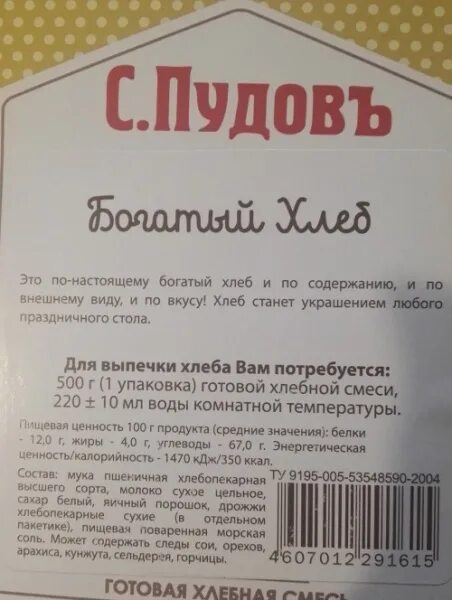 С.ПУДОВЪ
Богатый Хлеб
Это по-настоящему богатый хлеб и по содержанию, и по
внешнему виду, и по вкусу! Хлеб станет украшением любого
праздничного стола.
Для выпечки хлеба Вам потребуется:
500 г (1 упаковка) готовой хлебной смеси,
220 ± 10 мл воды комнатной температуры.
Пищевая ценность 100 г продукта (средние значения): белки
- 12,0 г, жиры - 4,0 г, углеводы - 67,0 г. Энергетическая
ценность/калорийность - 1470 кДж/350 ккал.
Состав: мука пшеничная хлебопекарная
высшего сорта, молоко сухое цельное,
сахар белый, яичный порошок, дрожжи
хлебопекарные сухие (в отдельном
пакетике), пищевая поваренная морская
соль. Может содержать следы сои, орехов,
арахиса, кунжута, сельдерея, горчицы.
ТУ 9195-005-53548590-2004
4607012291615
ГОТОВАЯ ХЛЕБНАЯ СМЕСЬ